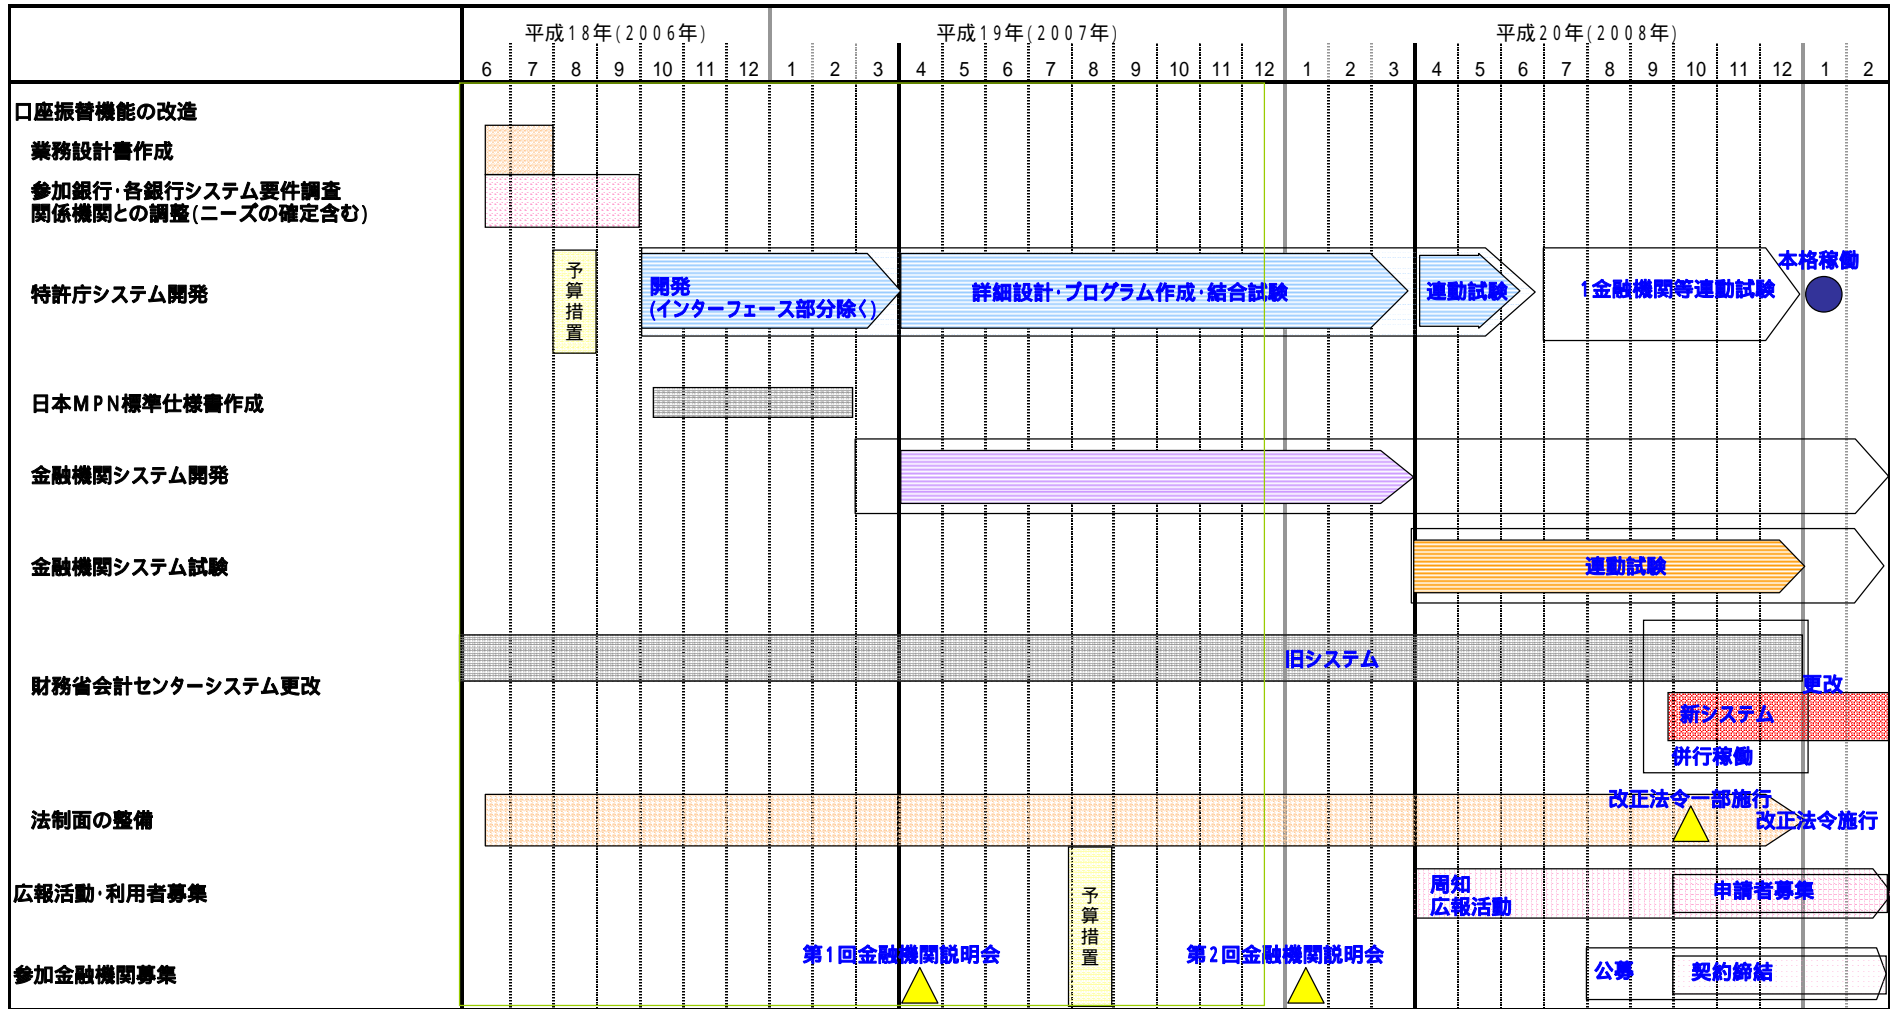 平成18年(2006年)
平成19年(2007年)
平成20年(2008年)
6 7 8 9 10 11 12 1 2 3 4 5 6 7 8 9 10 11 12 1 2 3 4 5 6 7 8 9 10 11 12 1 2
口座振替機能の改造
業務設計書作成
参加銀行・各銀行システム要件調査
関係機関との調整(ニーズの確定含む)
特許庁システム開発
予算措置
開発
(インターフェース部分除く)
詳細設計・プログラム作成・結合試験
連動試験
1金融機関等連動試験
本格稼働
日本MPN標準仕様書作成
金融機関システム開発
金融機関システム試験
連動試験
財務省会計センターシステム更改
旧システム
更改
新システム
併行稼働
法制面の整備
改正法令一部施行
改正法令施行
広報活動・利用者募集
予算措置
周知
広報活動
申請者募集
参加金融機関募集
第1回金融機関説明会
第2回金融機関説明会
公募
契約締結